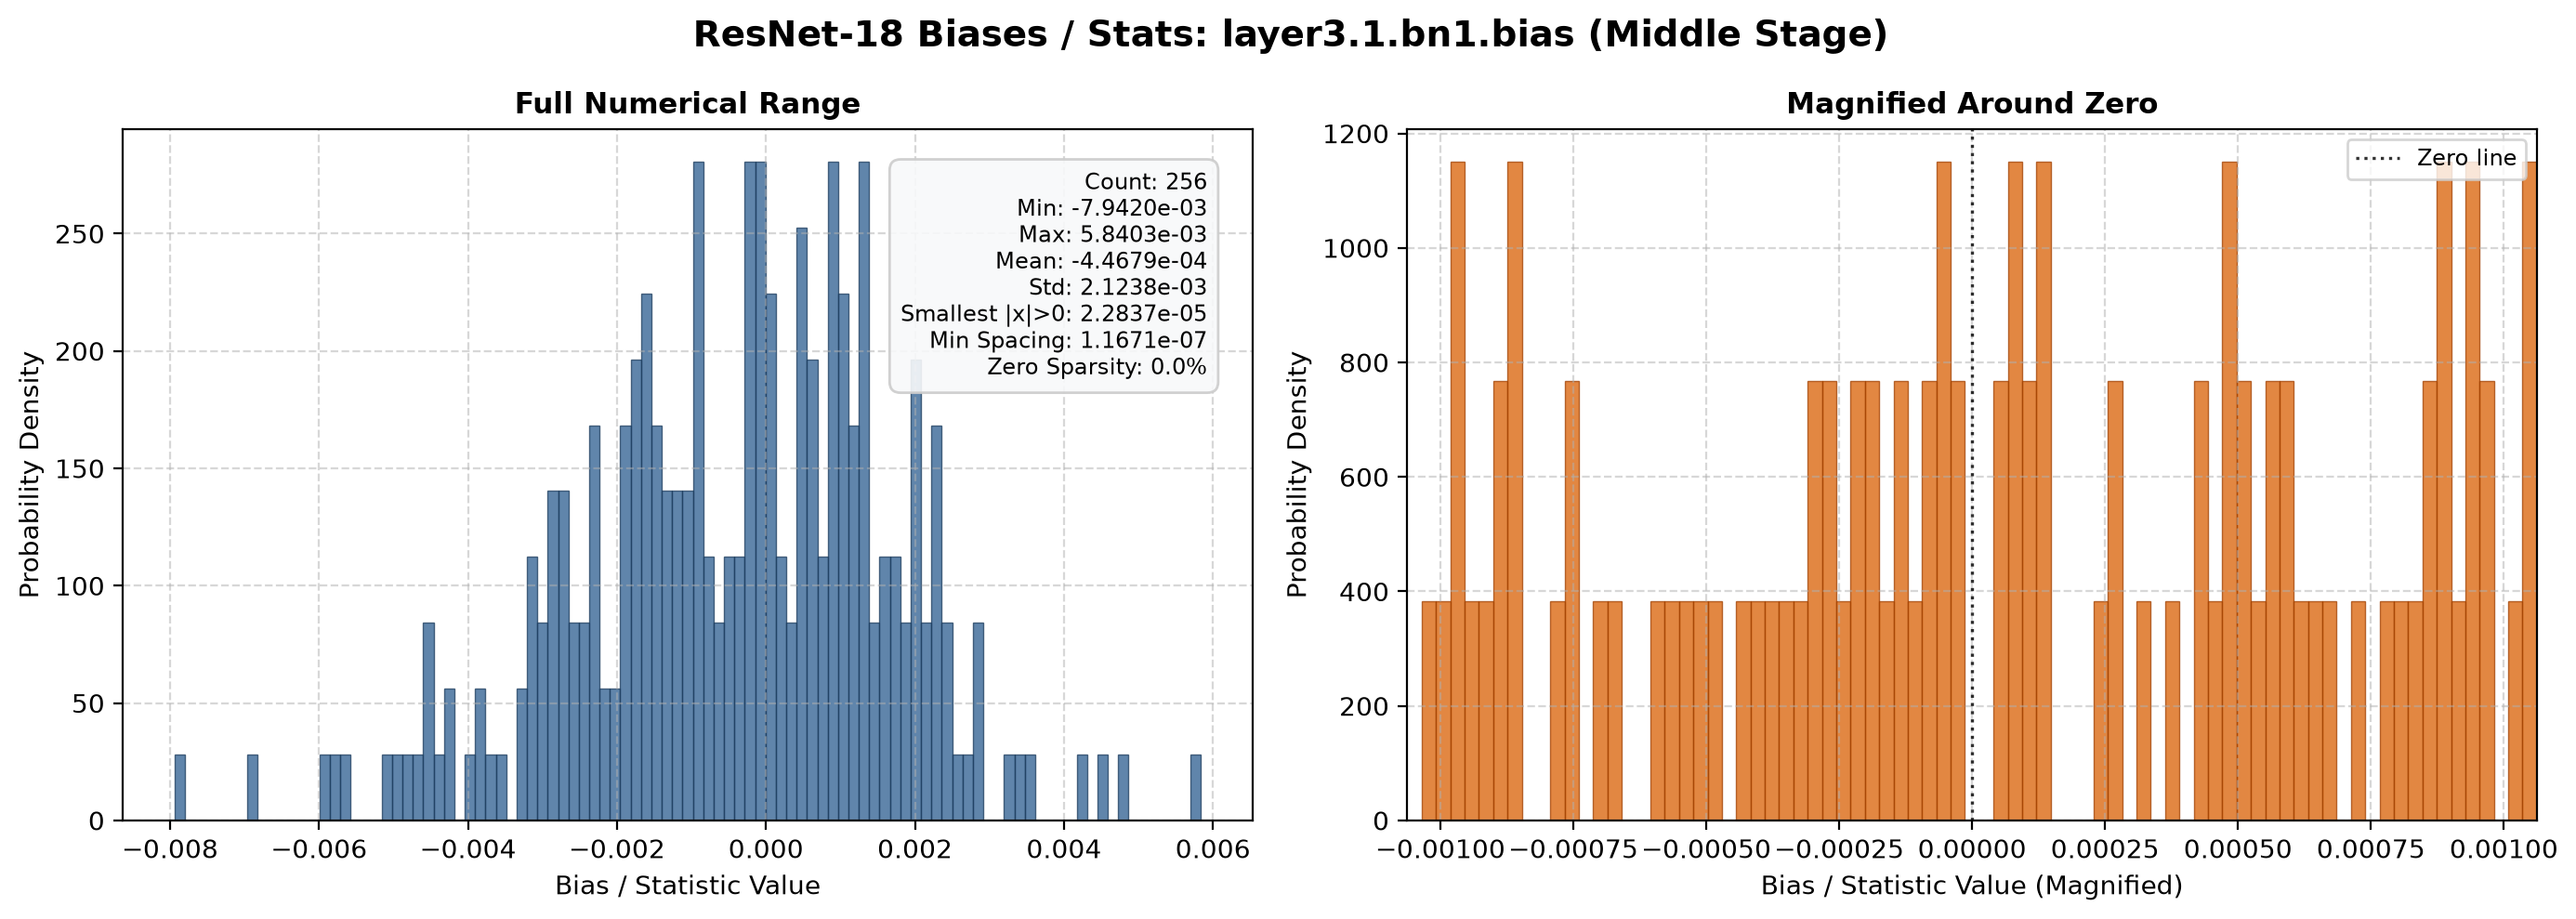 ResNet-18 Biases / Stats: layer3.1.bn1.bias (Middle Stage)
Full Numerical Range
Probability Density
0
50
100
150
200
250
Count: 256
Min: -7.9420e-03
Max: 5.8403e-03
Mean: -4.4679e-04
Std: 2.1238e-03
Smallest |x|>0: 2.2837e-05
Min Spacing: 1.1671e-07
Zero Sparsity: 0.0%
−0.008 −0.006 −0.004 −0.002 0.000 0.002 0.004 0.006
Bias / Statistic Value
Magnified Around Zero
Probability Density
0
200
400
600
800
1000
1200
Zero line
−0.00100 −0.00075 −0.00050 −0.00025 0.00000 0.00025 0.00050 0.00075 0.00100
Bias / Statistic Value (Magnified)